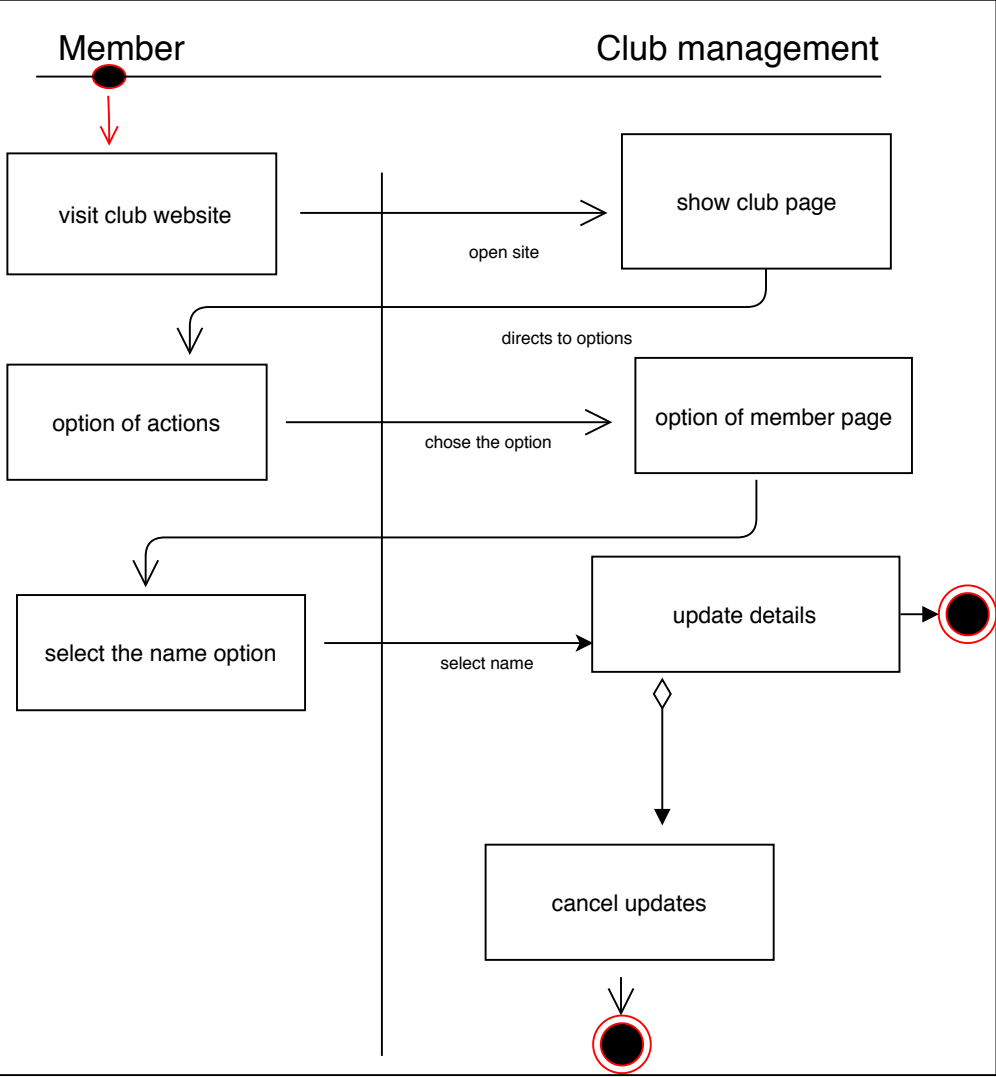 Member
Club management
visit club website
show club page
open site
directs to options
option of actions
option of member page
chose the option
select the name option
update details
select name
cancel updates